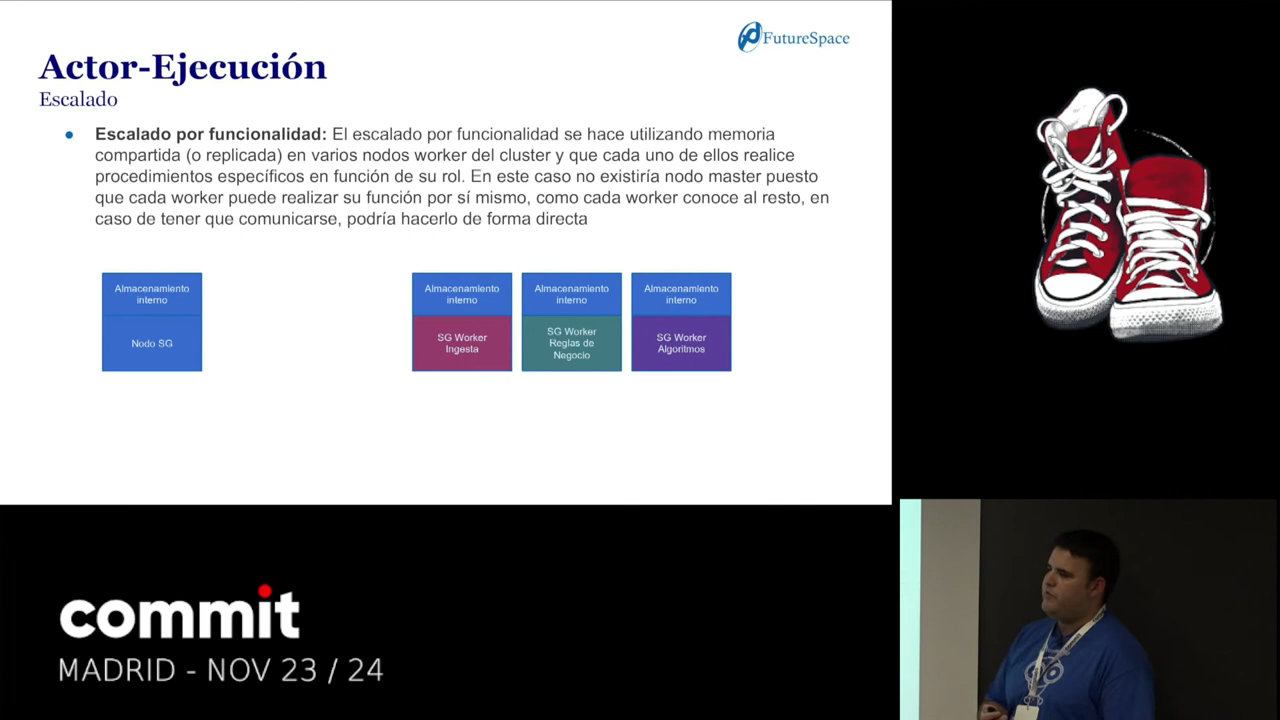 FutureSpace
Actor-Ejecución
Escalado
Escalado por funcionalidad: El escalado por funcionalidad se hace utilizando memoria
compartida (o replicada) en varios nodos worker del cluster y que cada uno de ellos realice
procedimientos específicos en función de su rol. En este caso no existiría nodo master puesto
que cada worker puede realizar su función por sí mismo, como cada worker conoce al resto, en
caso de tener que comunicarse, podría hacerlo de forma directa
Almacenamiento
interno
Nodo SG
Almacenamiento
interno
SG Worker
Ingesta
Almacenamiento
interno
SG Worker
Reglas de
Negocio
Almacenamiento
interno
SG Worker
Algoritmos
commit
MADRID - NOV 23 / 24